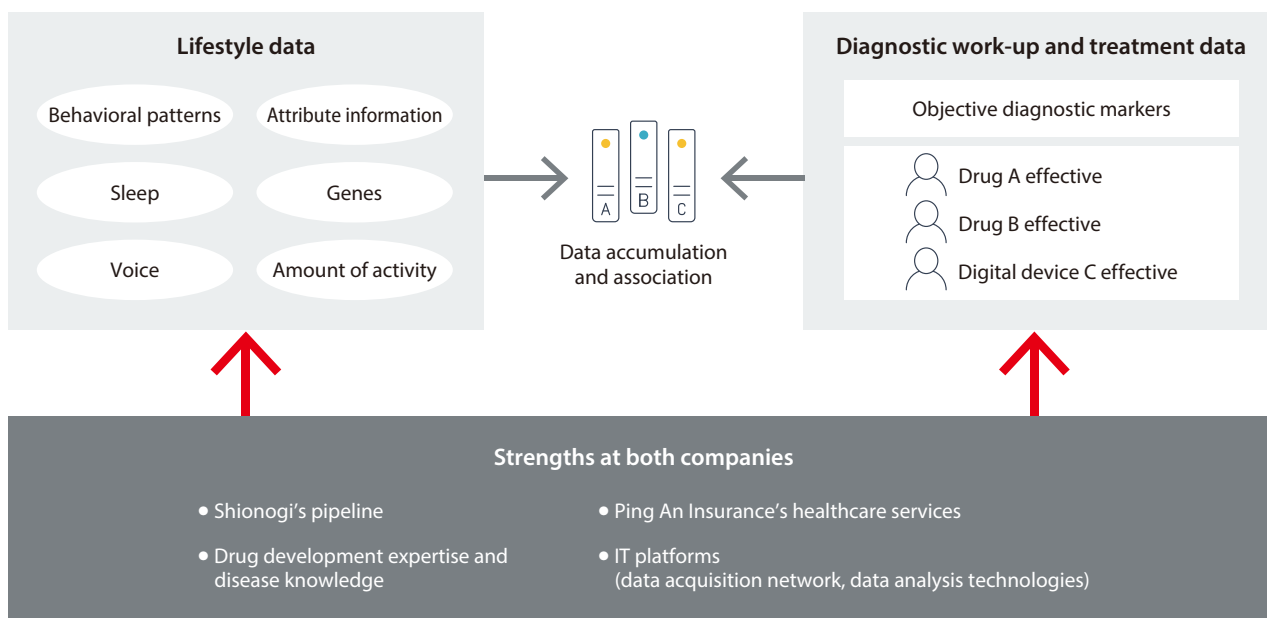 Lifestyle data
Behavioral patterns
Attribute information
Sleep
Genes
Voice
Amount of activity
A
B
C
Data accumulation
and association
Diagnostic work-up and treatment data
Objective diagnostic markers
Drug A effective
Drug B effective
Digital device C effective
Strengths at both companies
• Shionogi’s pipeline
• Drug development expertise and
disease knowledge
• Ping An Insurance’s healthcare services
• IT platforms
(data acquisition network, data analysis technologies)